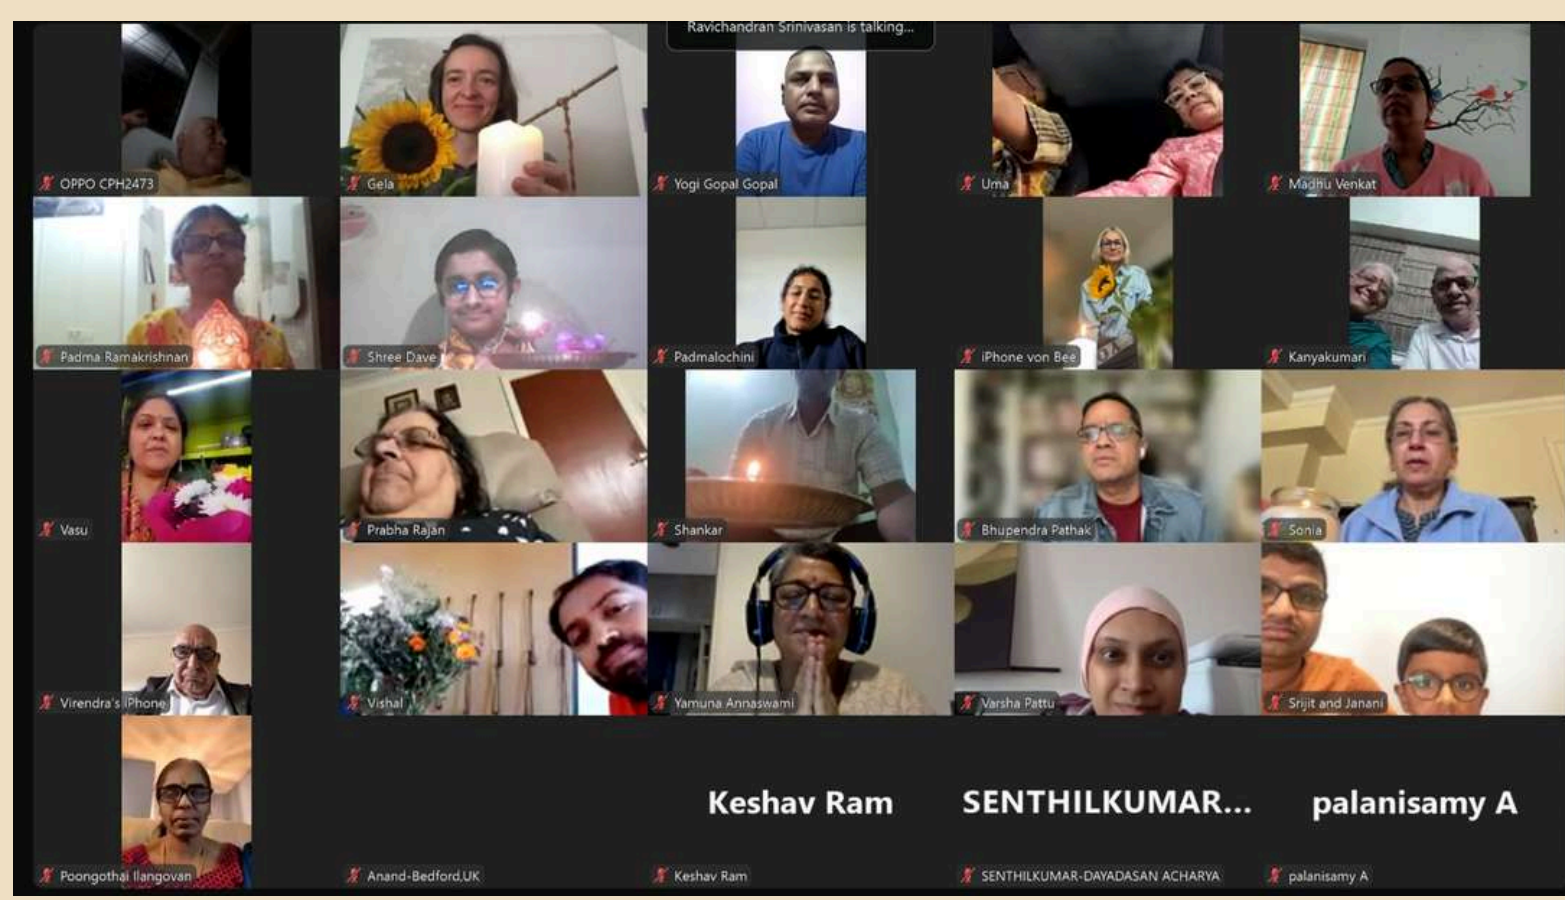 Ravichandran Srinivasan is talking...
OPPO CPH2473
Gela
Yogi Gopal Gopal
Uma
Madhu Venkat
Padma Ramakrishnan
Shree Dave
Padmalochini
iPhone von Bee
Kanyakumari
Vasu
Prabha Rajan
Shankar
Bhupendra Pathak
Sonia
Virendra's iPhone
Vishal
Yamuna Annaswami
Varsha Pattu
Srijit and Janani
Keshav Ram
SENTHILKUMAR...
palanisamy A
Poongothai Ilangovan
Anand-Bedford,UK
Keshav Ram
SENTHILKUMAR-DAYADASAN ACHARYA
palanisamy A